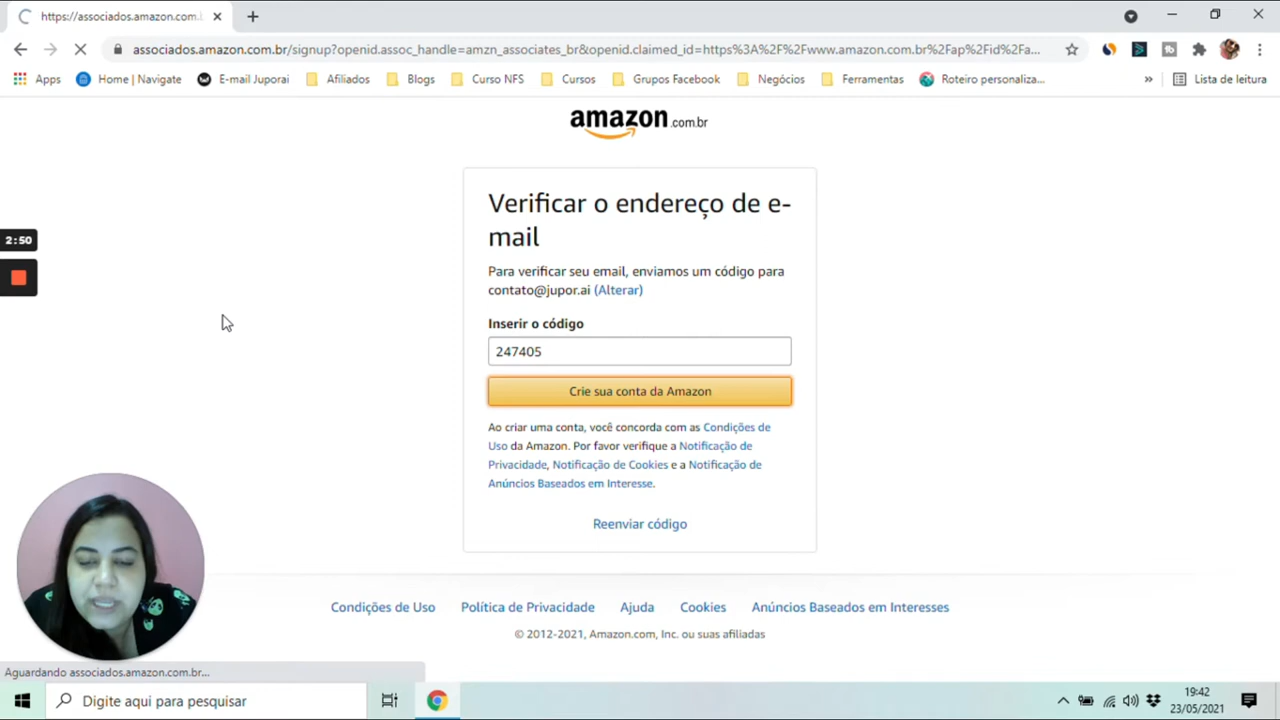 https://associados.amazon.com.b
associados.amazon.com.br/signup?openid.assoc_handle=amzn_associates_br&openid.claimed_id=https%3A%2F%2Fwww.amazon.com.br%2Fap%2Fid%2Fa...
Apps Home | Navigate E-mail Juporai Afiliados Blogs Curso NFS Cursos Grupos Facebook Negócios Ferramentas Roteiro personaliza... » Lista de leitura
amazon.com.br
Verificar o endereço de e-
mail
2:50
Para verificar seu email, enviamos um código para
contato@jupor.ai (Alterar)
Inserir o código
247405
Crie sua conta da Amazon
Ao criar uma conta, você concorda com as Condições de
Uso da Amazon. Por favor verifique a Notificação de
Privacidade, Notificação de Cookies e a Notificação de
Anúncios Baseados em Interesse.
Reenviar código
Condições de Uso Política de Privacidade Ajuda Cookies Anúncios Baseados em Interesses
© 2012-2021, Amazon.com, Inc. ou suas afiliadas
Aguardando associados.amazon.com.br...
Digite aqui para pesquisar
19:42
23/05/2021